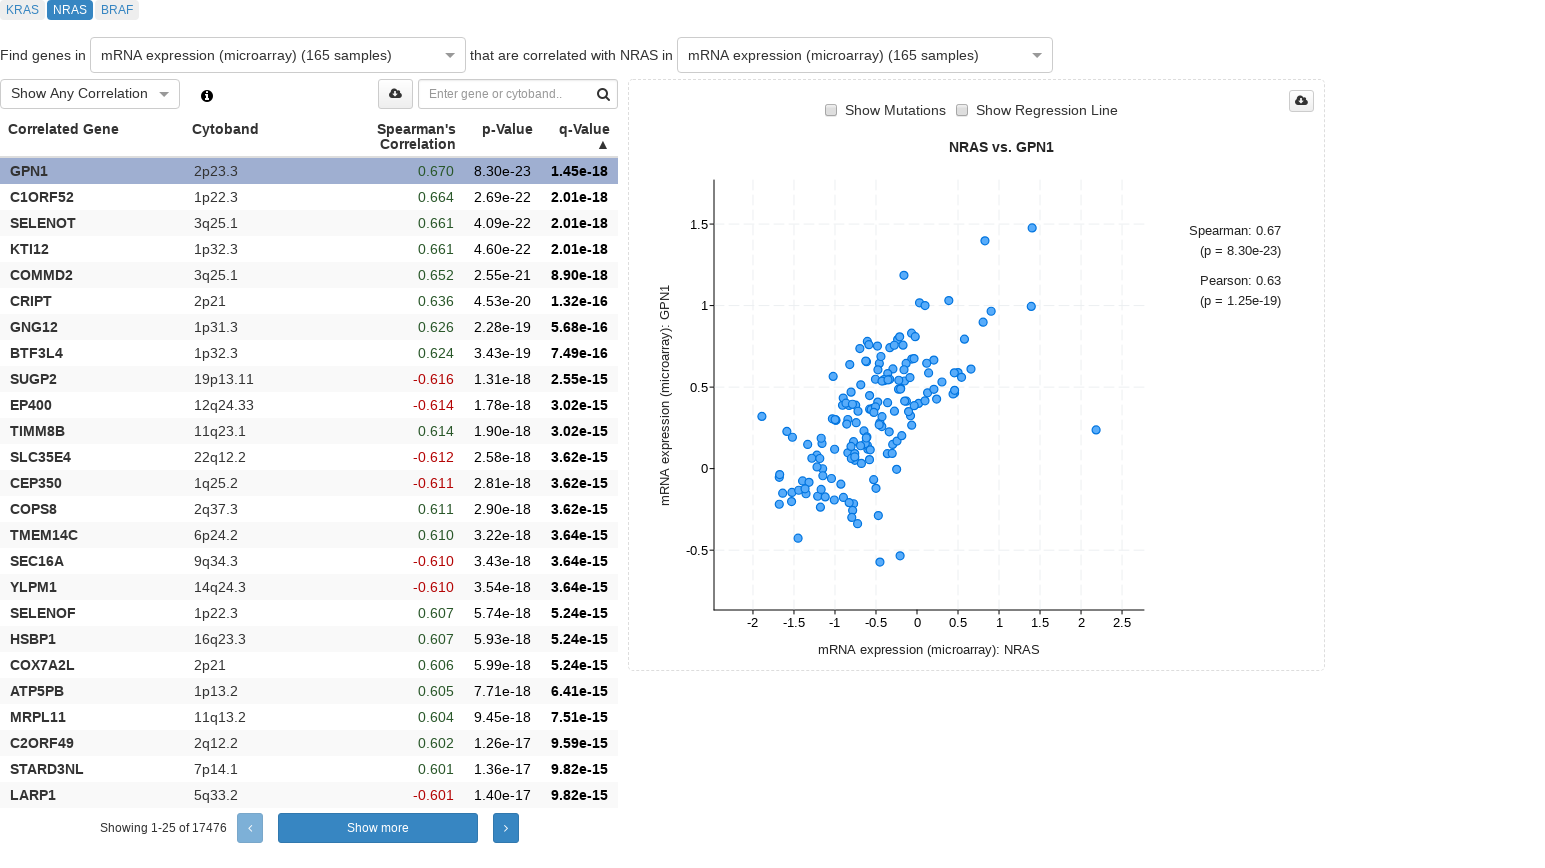 KRAS NRAS BRAF
Find genes in mRNA expression (microarray) (165 samples) that are correlated with NRAS in mRNA expression (microarray) (165 samples)
Show Any Correlation Enter gene or cytoband..
Correlated Gene Cytoband Spearman's Correlation p-Value q-Value ▲
GPN1 2p23.3 0.670 8.30e-23 1.45e-18
C1ORF52 1p22.3 0.664 2.69e-22 2.01e-18
SELENOT 3q25.1 0.661 4.09e-22 2.01e-18
KTI12 1p32.3 0.661 4.60e-22 2.01e-18
COMMD2 3q25.1 0.652 2.55e-21 8.90e-18
CRIPT 2p21 0.636 4.53e-20 1.32e-16
GNG12 1p31.3 0.626 2.28e-19 5.68e-16
BTF3L4 1p32.3 0.624 3.43e-19 7.49e-16
SUGP2 19p13.11 -0.616 1.31e-18 2.55e-15
EP400 12q24.33 -0.614 1.78e-18 3.02e-15
TIMM8B 11q23.1 0.614 1.90e-18 3.02e-15
SLC35E4 22q12.2 -0.612 2.58e-18 3.62e-15
CEP350 1q25.2 -0.611 2.81e-18 3.62e-15
COPS8 2q37.3 0.611 2.90e-18 3.62e-15
TMEM14C 6p24.2 0.610 3.22e-18 3.64e-15
SEC16A 9q34.3 -0.610 3.43e-18 3.64e-15
YLPM1 14q24.3 -0.610 3.54e-18 3.64e-15
SELENOF 1p22.3 0.607 5.74e-18 5.24e-15
HSBP1 16q23.3 0.607 5.93e-18 5.24e-15
COX7A2L 2p21 0.606 5.99e-18 5.24e-15
ATP5PB 1p13.2 0.605 7.71e-18 6.41e-15
MRPL11 11q13.2 0.604 9.45e-18 7.51e-15
C2ORF49 2q12.2 0.602 1.26e-17 9.59e-15
STARD3NL 7p14.1 0.601 1.36e-17 9.82e-15
LARP1 5q33.2 -0.601 1.40e-17 9.82e-15
Showing 1-25 of 17476 ‹ Show more ›
Show Mutations Show Regression Line
NRAS vs. GPN1
mRNA expression (microarray): GPN1
1.5
1
0.5
0
-0.5
-2 -1.5 -1 -0.5 0 0.5 1 1.5 2 2.5
mRNA expression (microarray): NRAS
Spearman: 0.67
(p = 8.30e-23)
Pearson: 0.63
(p = 1.25e-19)